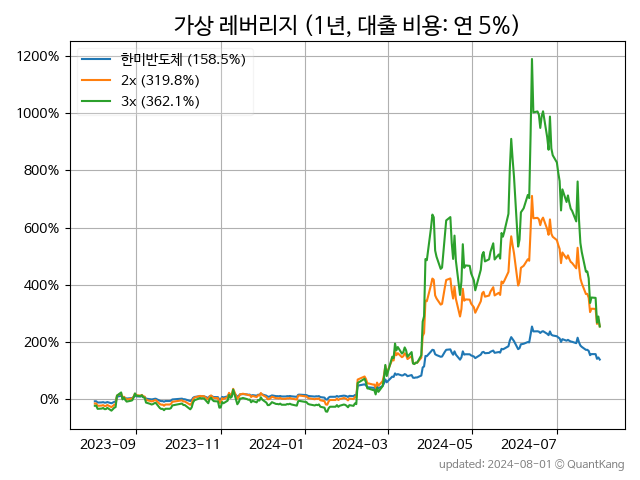 가상 레버리지 (1년, 대출 비용: 연 5%)
1200%
1000%
800%
600%
400%
200%
0%
한미반도체 (158.5%)
2x (319.8%)
3x (362.1%)
2023-09 2023-11 2024-01 2024-03 2024-05 2024-07
updated: 2024-08-01 © QuantKang